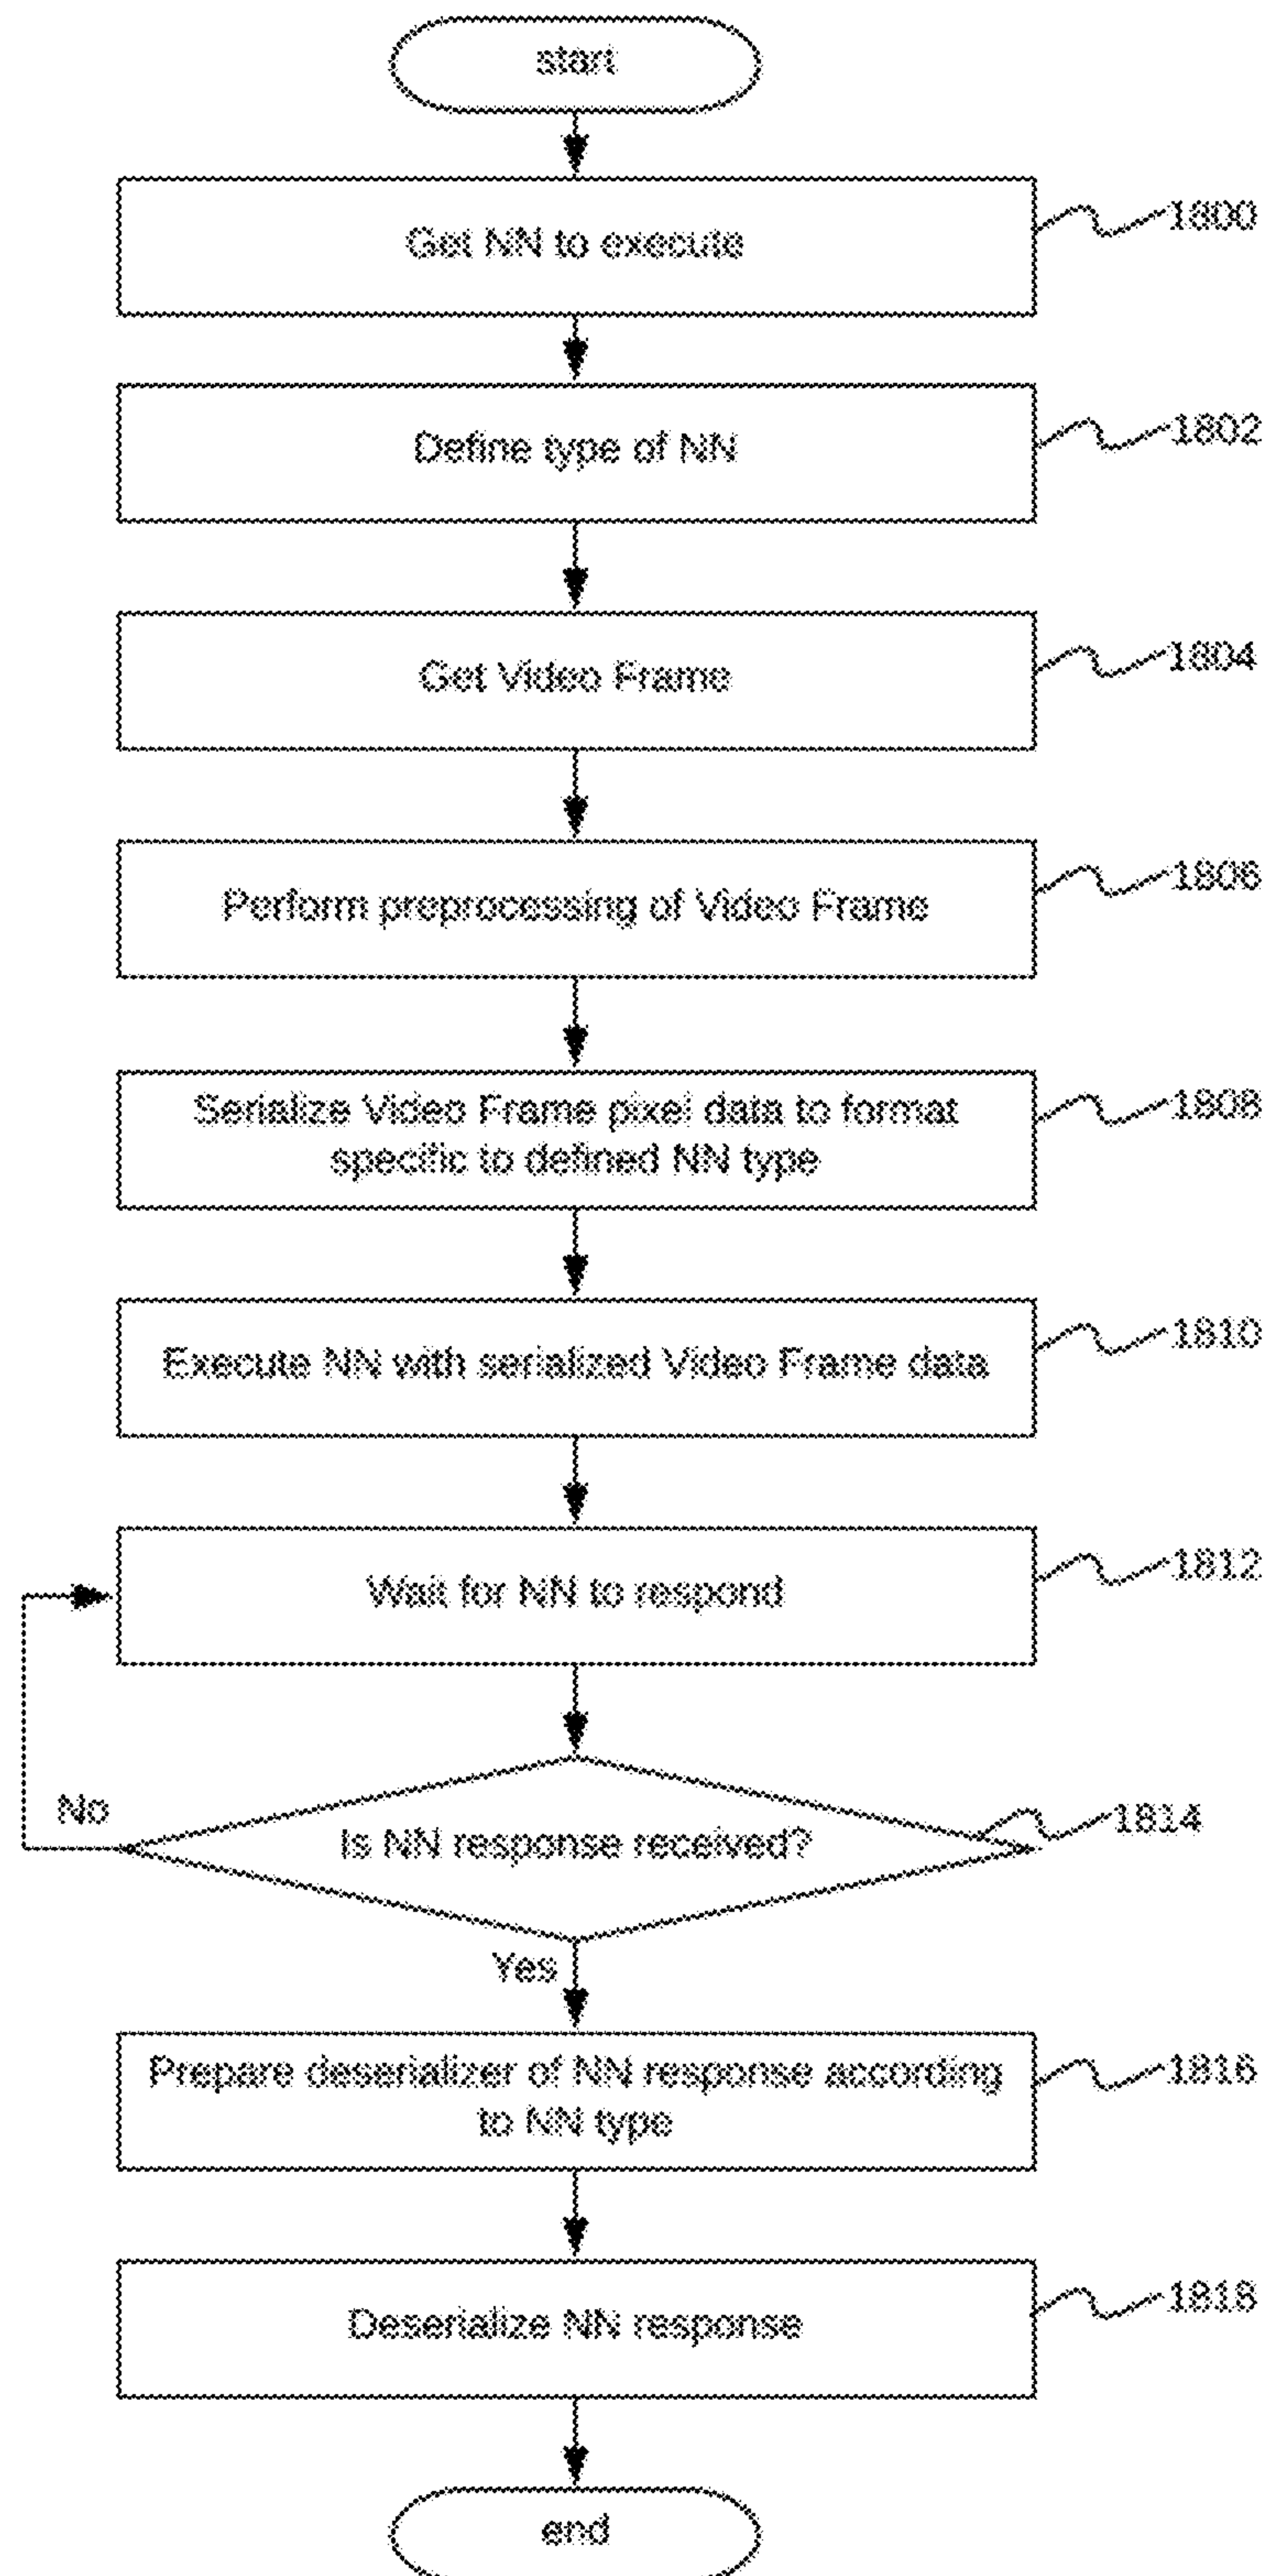 start
Get NN to execute
1800
Define type of NN
1802
Get Video Frame
1804
Perform preprocessing of Video Frame
1806
Serialize Video Frame pixel data to format
specific to defined NN type
1808
Execute NN with serialized Video Frame data
1810
Wait for NN to respond
1812
No
Is NN response received?
1814
Yes
Prepare deserializer of NN response according
to NN type
1816
Deserialize NN response
1818
end